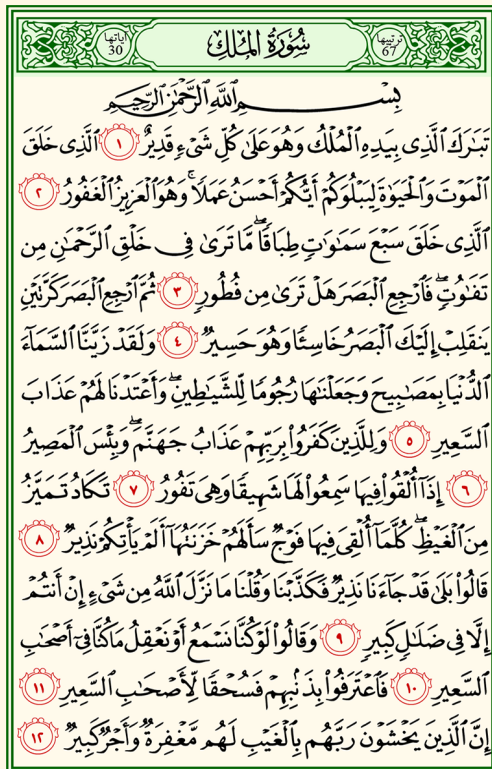 ترتيبها 67 سُورَةُ الْمُلْكِ آياتها 30
بِسْمِ ٱللَّهِ ٱلرَّحْمَٰنِ ٱلرَّحِيمِ
تَبَٰرَكَ ٱلَّذِى بِيَدِهِ ٱلْمُلْكُ وَهُوَ عَلَىٰ كُلِّ شَىْءٍ قَدِيرٌ ١ ٱلَّذِى خَلَقَ
ٱلْمَوْتَ وَٱلْحَيَوٰةَ لِيَبْلُوَكُمْ أَيُّكُمْ أَحْسَنُ عَمَلًا ۚ وَهُوَ ٱلْعَزِيزُ ٱلْغَفُورُ ٢
ٱلَّذِى خَلَقَ سَبْعَ سَمَٰوَٰتٍ طِبَاقًا ۖ مَّا تَرَىٰ فِى خَلْقِ ٱلرَّحْمَٰنِ مِن
تَفَٰوُتٍ ۖ فَٱرْجِعِ ٱلْبَصَرَ هَلْ تَرَىٰ مِن فُطُورٍ ٣ ثُمَّ ٱرْجِعِ ٱلْبَصَرَ كَرَّتَيْنِ
يَنقَلِبْ إِلَيْكَ ٱلْبَصَرُ خَاسِئًا وَهُوَ حَسِيرٌ ٤ وَلَقَدْ زَيَّنَّا ٱلسَّمَآءَ
ٱلدُّنْيَا بِمَصَٰبِيحَ وَجَعَلْنَٰهَا رُجُومًا لِّلشَّيَٰطِينِ ۖ وَأَعْتَدْنَا لَهُمْ عَذَابَ
ٱلسَّعِيرِ ٥ وَلِلَّذِينَ كَفَرُوا۟ بِرَبِّهِمْ عَذَابُ جَهَنَّمَ ۖ وَبِئْسَ ٱلْمَصِيرُ
٦ إِذَآ أُلْقُوا۟ فِيهَا سَمِعُوا۟ لَهَا شَهِيقًا وَهِىَ تَفُورُ ٧ تَكَادُ تَمَيَّزُ
مِنَ ٱلْغَيْظِ ۖ كُلَّمَآ أُلْقِىَ فِيهَا فَوْجٌ سَأَلَهُمْ خَزَنَتُهَآ أَلَمْ يَأْتِكُمْ نَذِيرٌ ٨
قَالُوا۟ بَلَىٰ قَدْ جَآءَنَا نَذِيرٌ فَكَذَّبْنَا وَقُلْنَا مَا نَزَّلَ ٱللَّهُ مِن شَىْءٍ إِنْ أَنتُمْ
إِلَّا فِى ضَلَٰلٍ كَبِيرٍ ٩ وَقَالُوا۟ لَوْ كُنَّا نَسْمَعُ أَوْ نَعْقِلُ مَا كُنَّا فِىٓ أَصْحَٰبِ
ٱلسَّعِيرِ ١٠ فَٱعْتَرَفُوا۟ بِذَنۢبِهِمْ فَسُحْقًا لِّأَصْحَٰبِ ٱلسَّعِيرِ ١١
إِنَّ ٱلَّذِينَ يَخْشَوْنَ رَبَّهُم بِٱلْغَيْبِ لَهُم مَّغْفِرَةٌ وَأَجْرٌ كَبِيرٌ ١٢